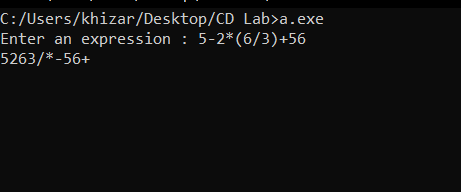 C:/Users/khizar/Desktop/CD Lab>a.exe
Enter an expression : 5-2*(6/3)+56
5263/*-56+